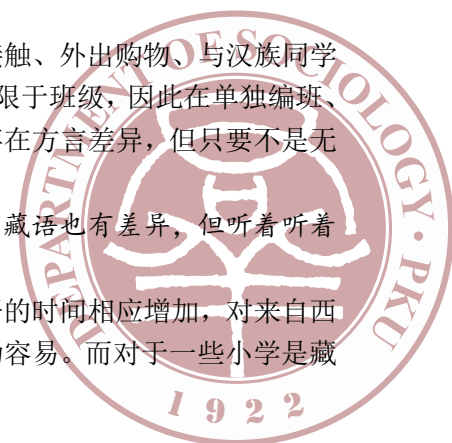 接触、外出购物、与汉族同学
限于班级，因此在单独编班、
在方言差异，但只要不是无
藏语也有差异，但听着听着
的时间相应增加，对来自西
容易。而对于一些小学是藏
DEPARTMENT OF SOCIOLOGY · PKU
1922